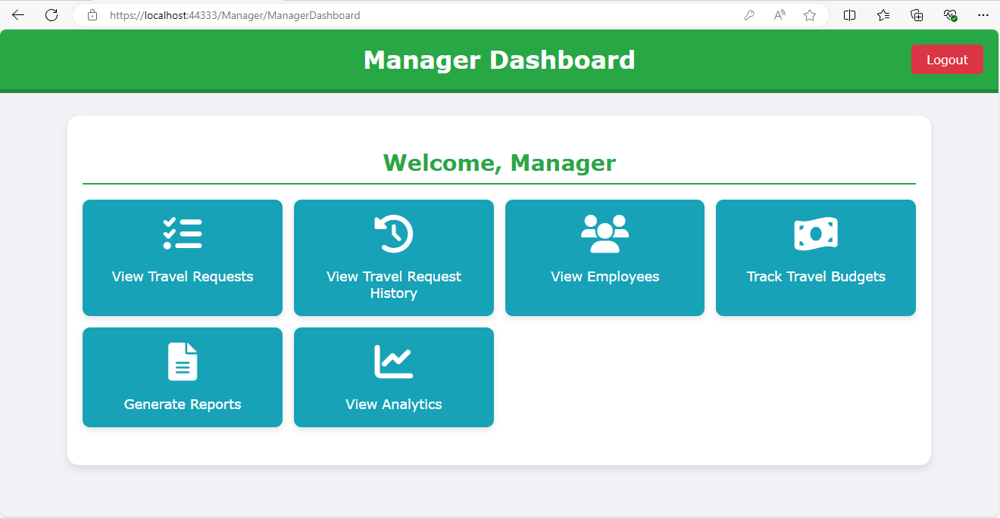 https://localhost:44333/Manager/ManagerDashboard
Manager Dashboard
Logout
Welcome, Manager
View Travel Requests
View Travel Request
History
View Employees
Track Travel Budgets
Generate Reports
View Analytics